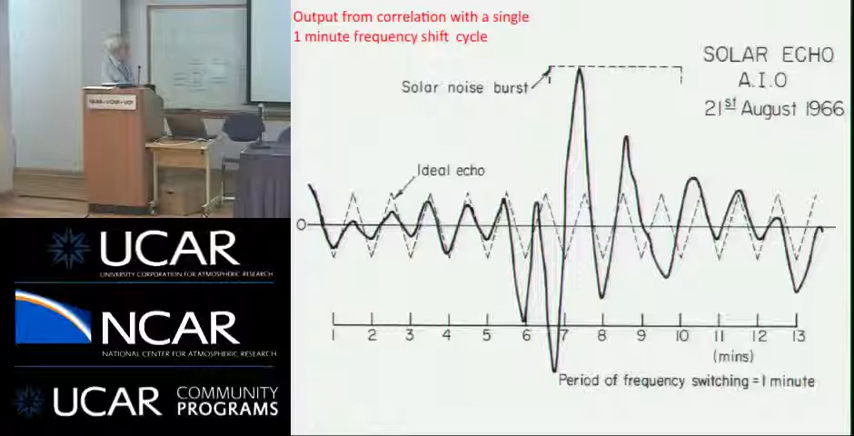 Output from correlation with a single
1 minute frequency shift cycle
SOLAR ECHO
A.I.O
21st August 1966
Solar noise burst
Ideal echo
0
1 2 3 4 5 6 7 8 9 10 11 12 13
(mins)
Period of frequency switching = 1 minute
UCAR
UNIVERSITY CORPORATION FOR ATMOSPHERIC RESEARCH
NCAR
NATIONAL CENTER FOR ATMOSPHERIC RESEARCH
UCAR COMMUNITY
PROGRAMS